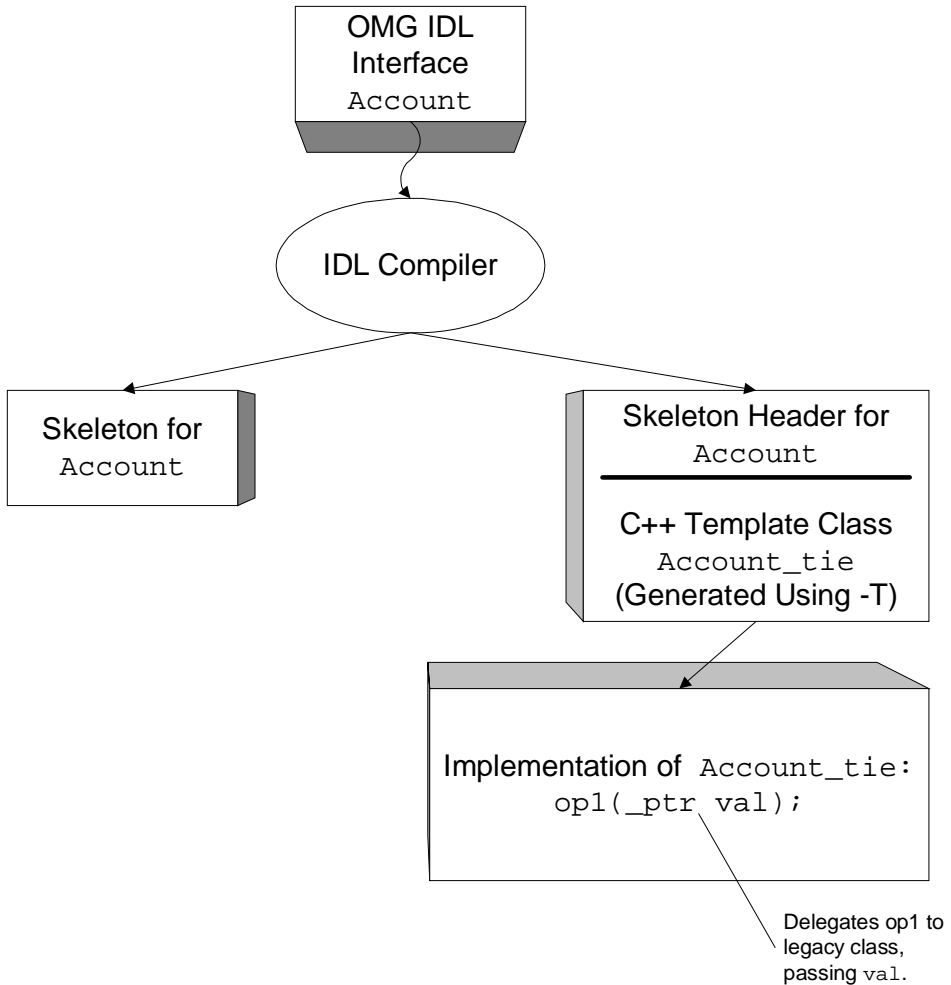 OMG IDL
Interface
Account
IDL Compiler
Skeleton for
Account
Skeleton Header for
Account
C++ Template Class
Account_tie
(Generated Using -T)
Implementation of Account_tie:
op1(_ptr val);
Delegates op1 to
legacy class,
passing val.